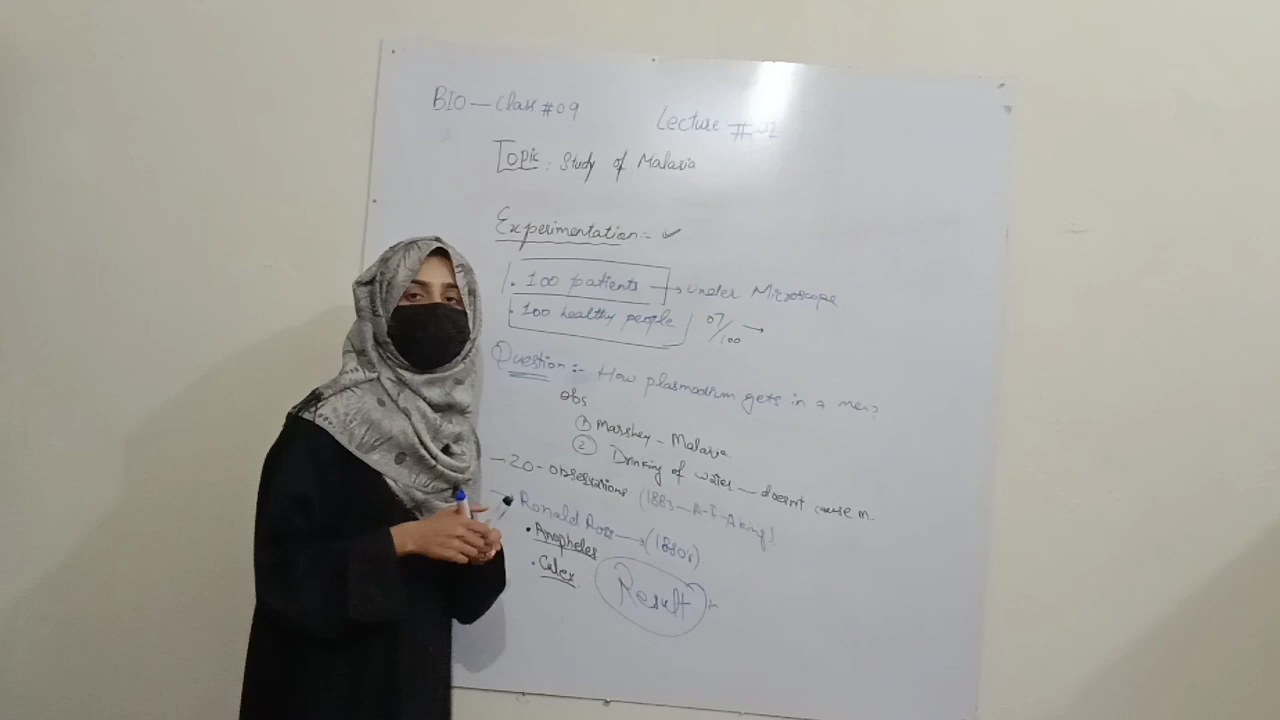 BIO — Class #09
Lecture #02
Topic: Study of Malaria
Experimentation:- ✓
. 100 patients → under Microscope
. 100 healthy people 07/100 →
Question:- How plasmodium gets in a men?
obs
① Marshey - Malaria
② Drinking of water — doesn't cause m.
- 20 - observations (1883 - A-F-A king)
- Ronald Ross → (1880s)
. Anopheles
. Culex
Result